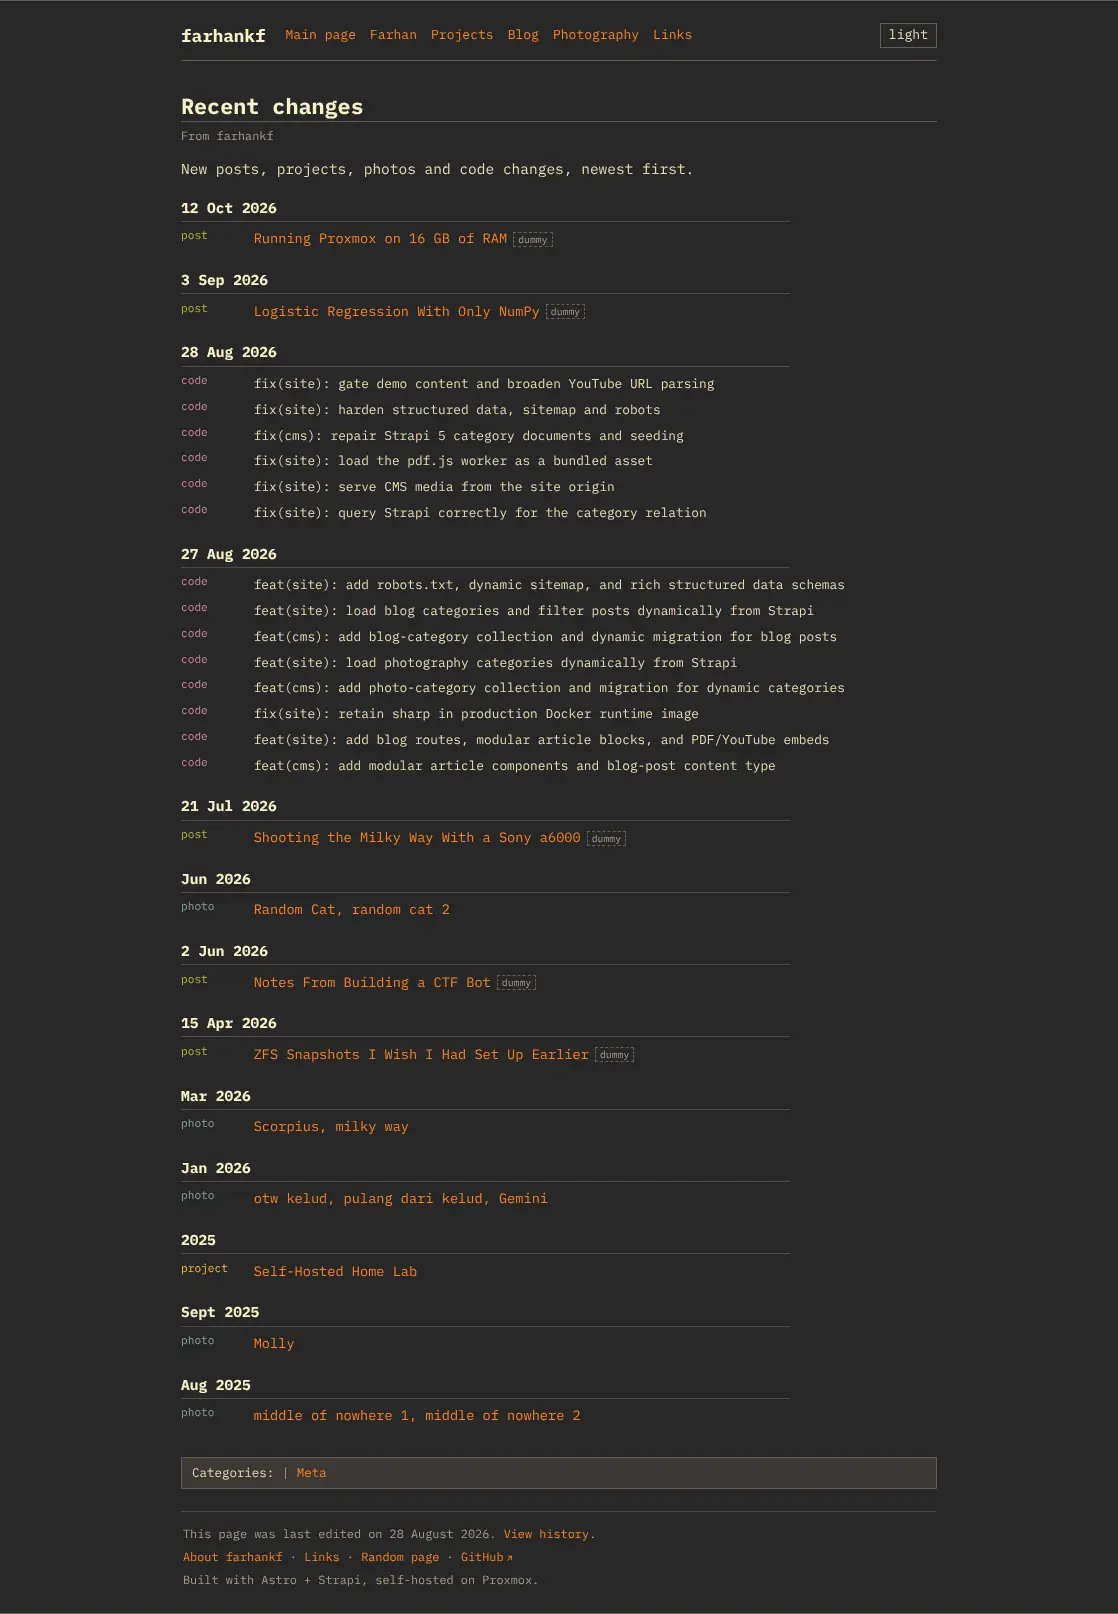 farhankf Main page Farhan Projects Blog Photography Links light
Recent changes
From farhankf
New posts, projects, photos and code changes, newest first.
12 Oct 2026
post Running Proxmox on 16 GB of RAM dummy
3 Sep 2026
post Logistic Regression With Only NumPy dummy
28 Aug 2026
code fix(site): gate demo content and broaden YouTube URL parsing
code fix(site): harden structured data, sitemap and robots
code fix(cms): repair Strapi 5 category documents and seeding
code fix(site): load the pdf.js worker as a bundled asset
code fix(site): serve CMS media from the site origin
code fix(site): query Strapi correctly for the category relation
27 Aug 2026
code feat(site): add robots.txt, dynamic sitemap, and rich structured data schemas
code feat(site): load blog categories and filter posts dynamically from Strapi
code feat(cms): add blog-category collection and dynamic migration for blog posts
code feat(site): load photography categories dynamically from Strapi
code feat(cms): add photo-category collection and migration for dynamic categories
code fix(site): retain sharp in production Docker runtime image
code feat(site): add blog routes, modular article blocks, and PDF/YouTube embeds
code feat(cms): add modular article components and blog-post content type
21 Jul 2026
post Shooting the Milky Way With a Sony a6000 dummy
Jun 2026
photo Random Cat, random cat 2
2 Jun 2026
post Notes From Building a CTF Bot dummy
15 Apr 2026
post ZFS Snapshots I Wish I Had Set Up Earlier dummy
Mar 2026
photo Scorpius, milky way
Jan 2026
photo otw kelud, pulang dari kelud, Gemini
2025
project Self-Hosted Home Lab
Sept 2025
photo Molly
Aug 2025
photo middle of nowhere 1, middle of nowhere 2
Categories: | Meta
This page was last edited on 28 August 2026. View history.
About farhankf · Links · Random page · GitHub↗
Built with Astro + Strapi, self-hosted on Proxmox.